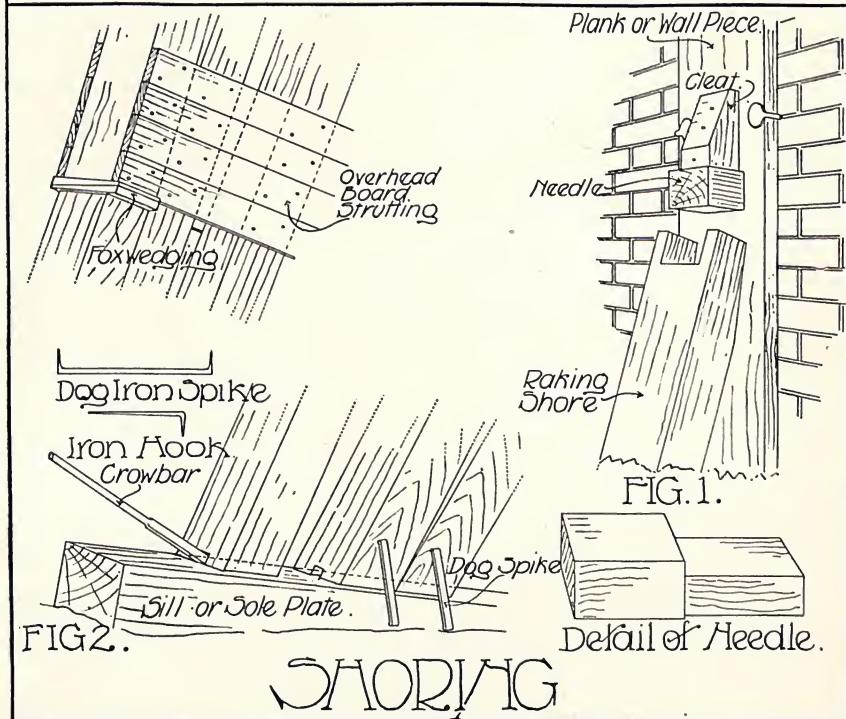 Plank or Wall Piece.
Cleat.
Needle
Overhead
Board
Strutting
Foxwedging
Raking
Shore
FIG. 1.
Dog Iron Spike
Iron Hook
Crowbar
Dog Spike
Sill or Sole Plate.
FIG 2.
Detail of Needle.
SHORING